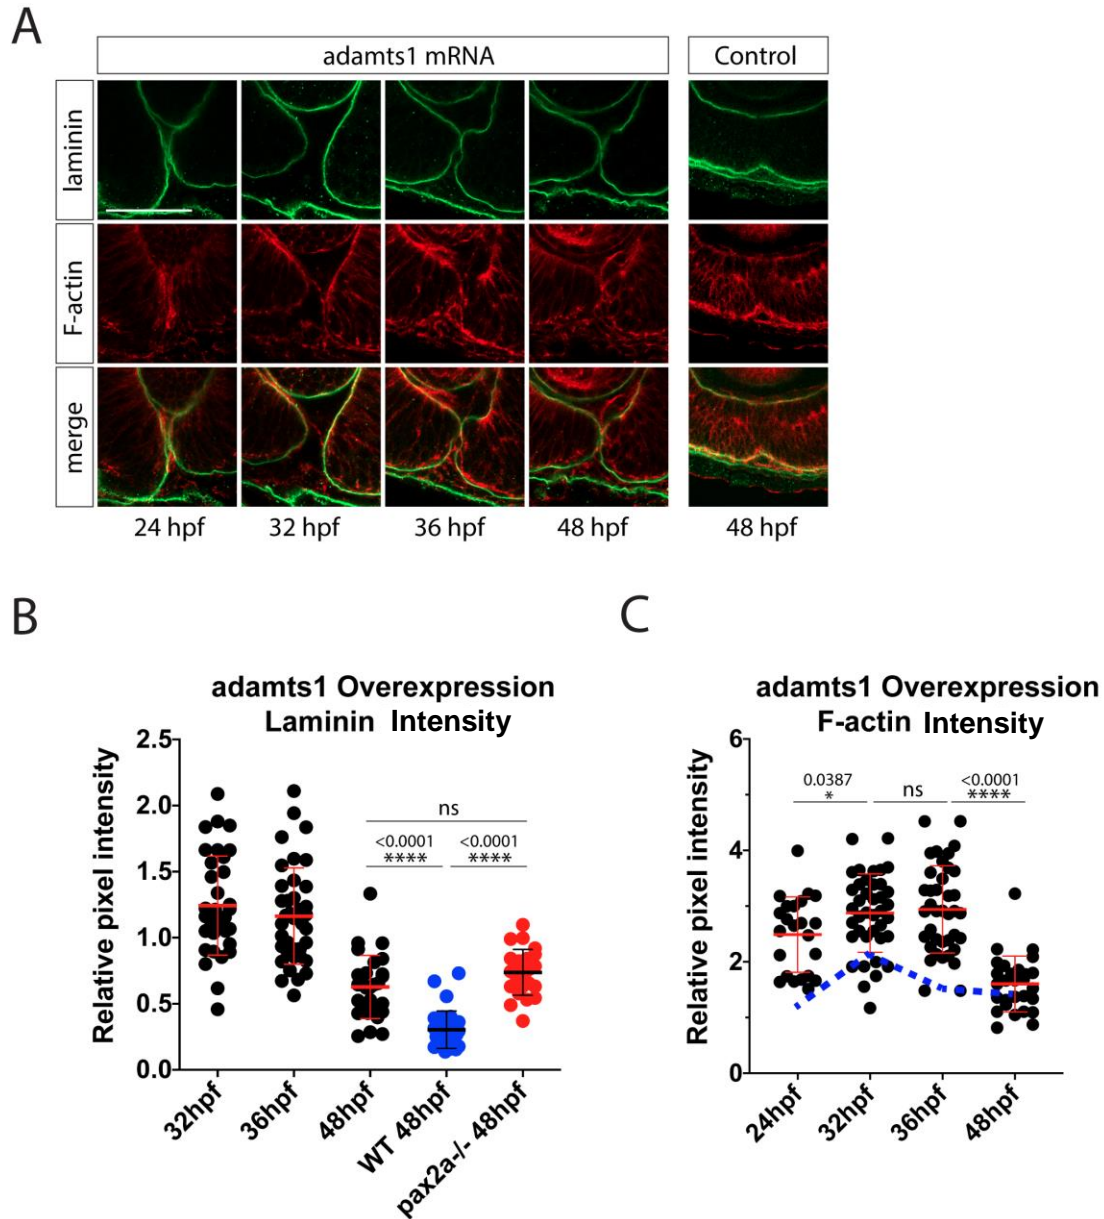 A
adamts1 mRNA
Control
laminin
F-actin
merge
24 hpf
32 hpf
36 hpf
48 hpf
48 hpf
B
adamts1 Overexpression
Laminin Intensity
Relative pixel intensity
2.5
2.0
1.5
1.0
0.5
0.0
ns
<0.0001
****
<0.0001
****
32hpf
36hpf
48hpf
WT 48hpf
pax2a-/- 48hpf
C
adamts1 Overexpression
F-actin Intensity
Relative pixel intensity
6
4
2
0
0.0387
*
ns
<0.0001
****
24hpf
32hpf
36hpf
48hpf